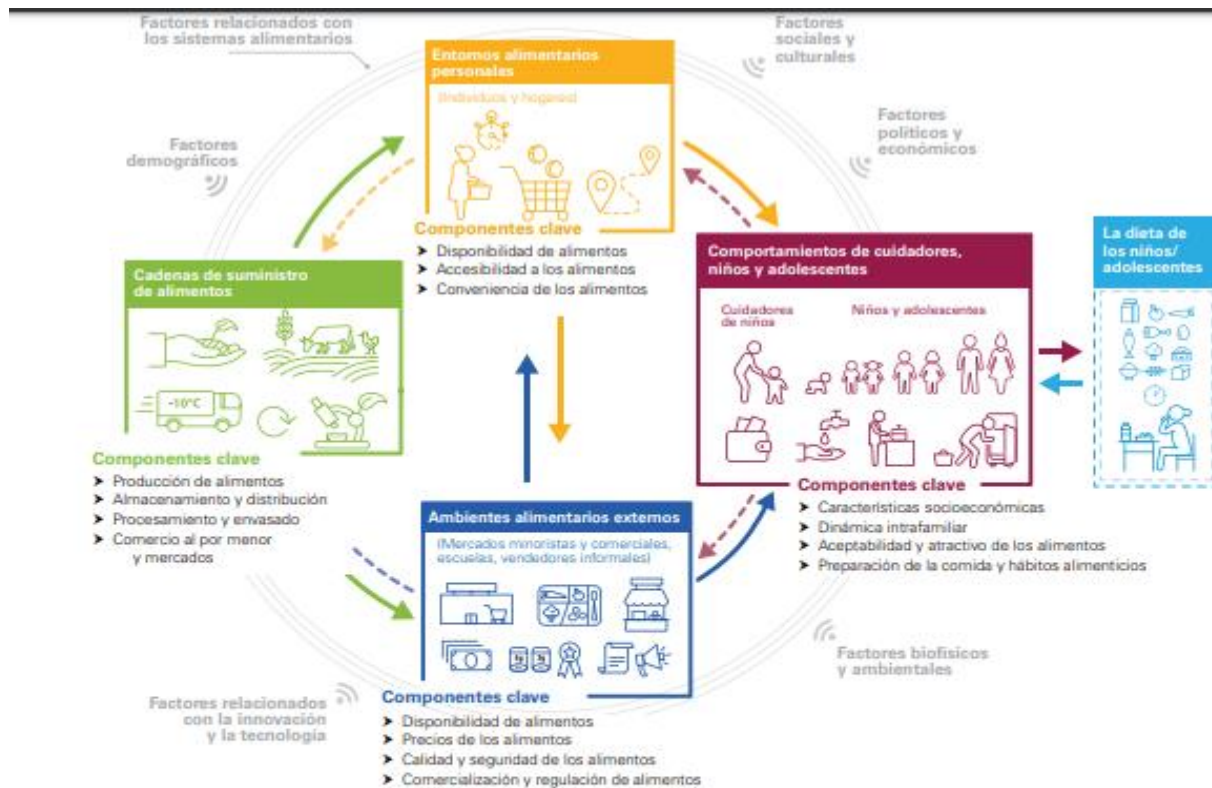 Factores relacionados con
los sistemas alimentarios
Factores
sociales y
culturales
Factores
demográficos
Factores
políticos y
económicos
Entornos alimentarios
personales
(Individuos y hogares)
Componentes clave
➤ Disponibilidad de alimentos
➤ Accesibilidad a los alimentos
➤ Conveniencia de los alimentos
Cadenas de suministro
de alimentos
-10°C
Componentes clave
➤ Producción de alimentos
➤ Almacenamiento y distribución
➤ Procesamiento y envasado
➤ Comercio al por menor
y mercados
Comportamientos de cuidadores,
niños y adolescentes
Cuidadores
de niños
Niños y adolescentes
Componentes clave
➤ Características socioeconómicas
➤ Dinámica intrafamiliar
➤ Aceptabilidad y atractivo de los alimentos
➤ Preparación de la comida y hábitos alimenticios
La dieta de
los niños/
adolescentes
Ambientes alimentarios externos
(Mercados minoristas y comerciales,
escuelas, vendedores informales)
Componentes clave
➤ Disponibilidad de alimentos
➤ Precios de los alimentos
➤ Calidad y seguridad de los alimentos
➤ Comercialización y regulación de alimentos
Factores relacionados
con la innovación
y la tecnología
Factores biofísicos
y ambientales